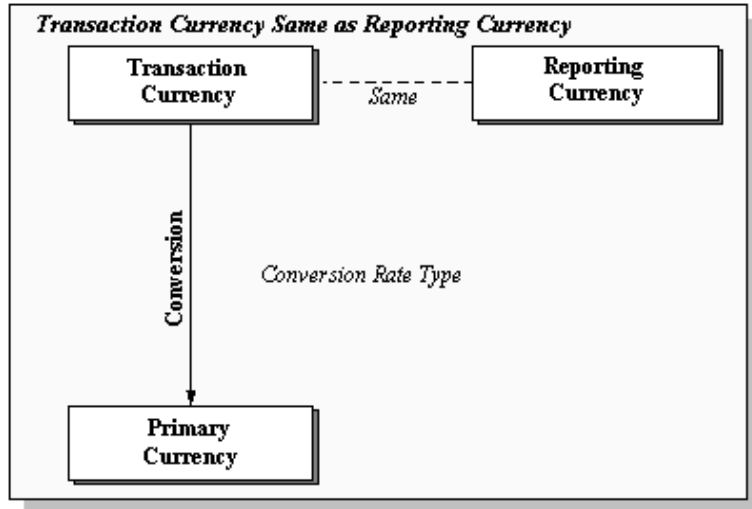 Transaction Currency Same as Reporting Currency
Transaction
Currency
Same
Reporting
Currency
Conversion
Conversion Rate Type
Primary
Currency